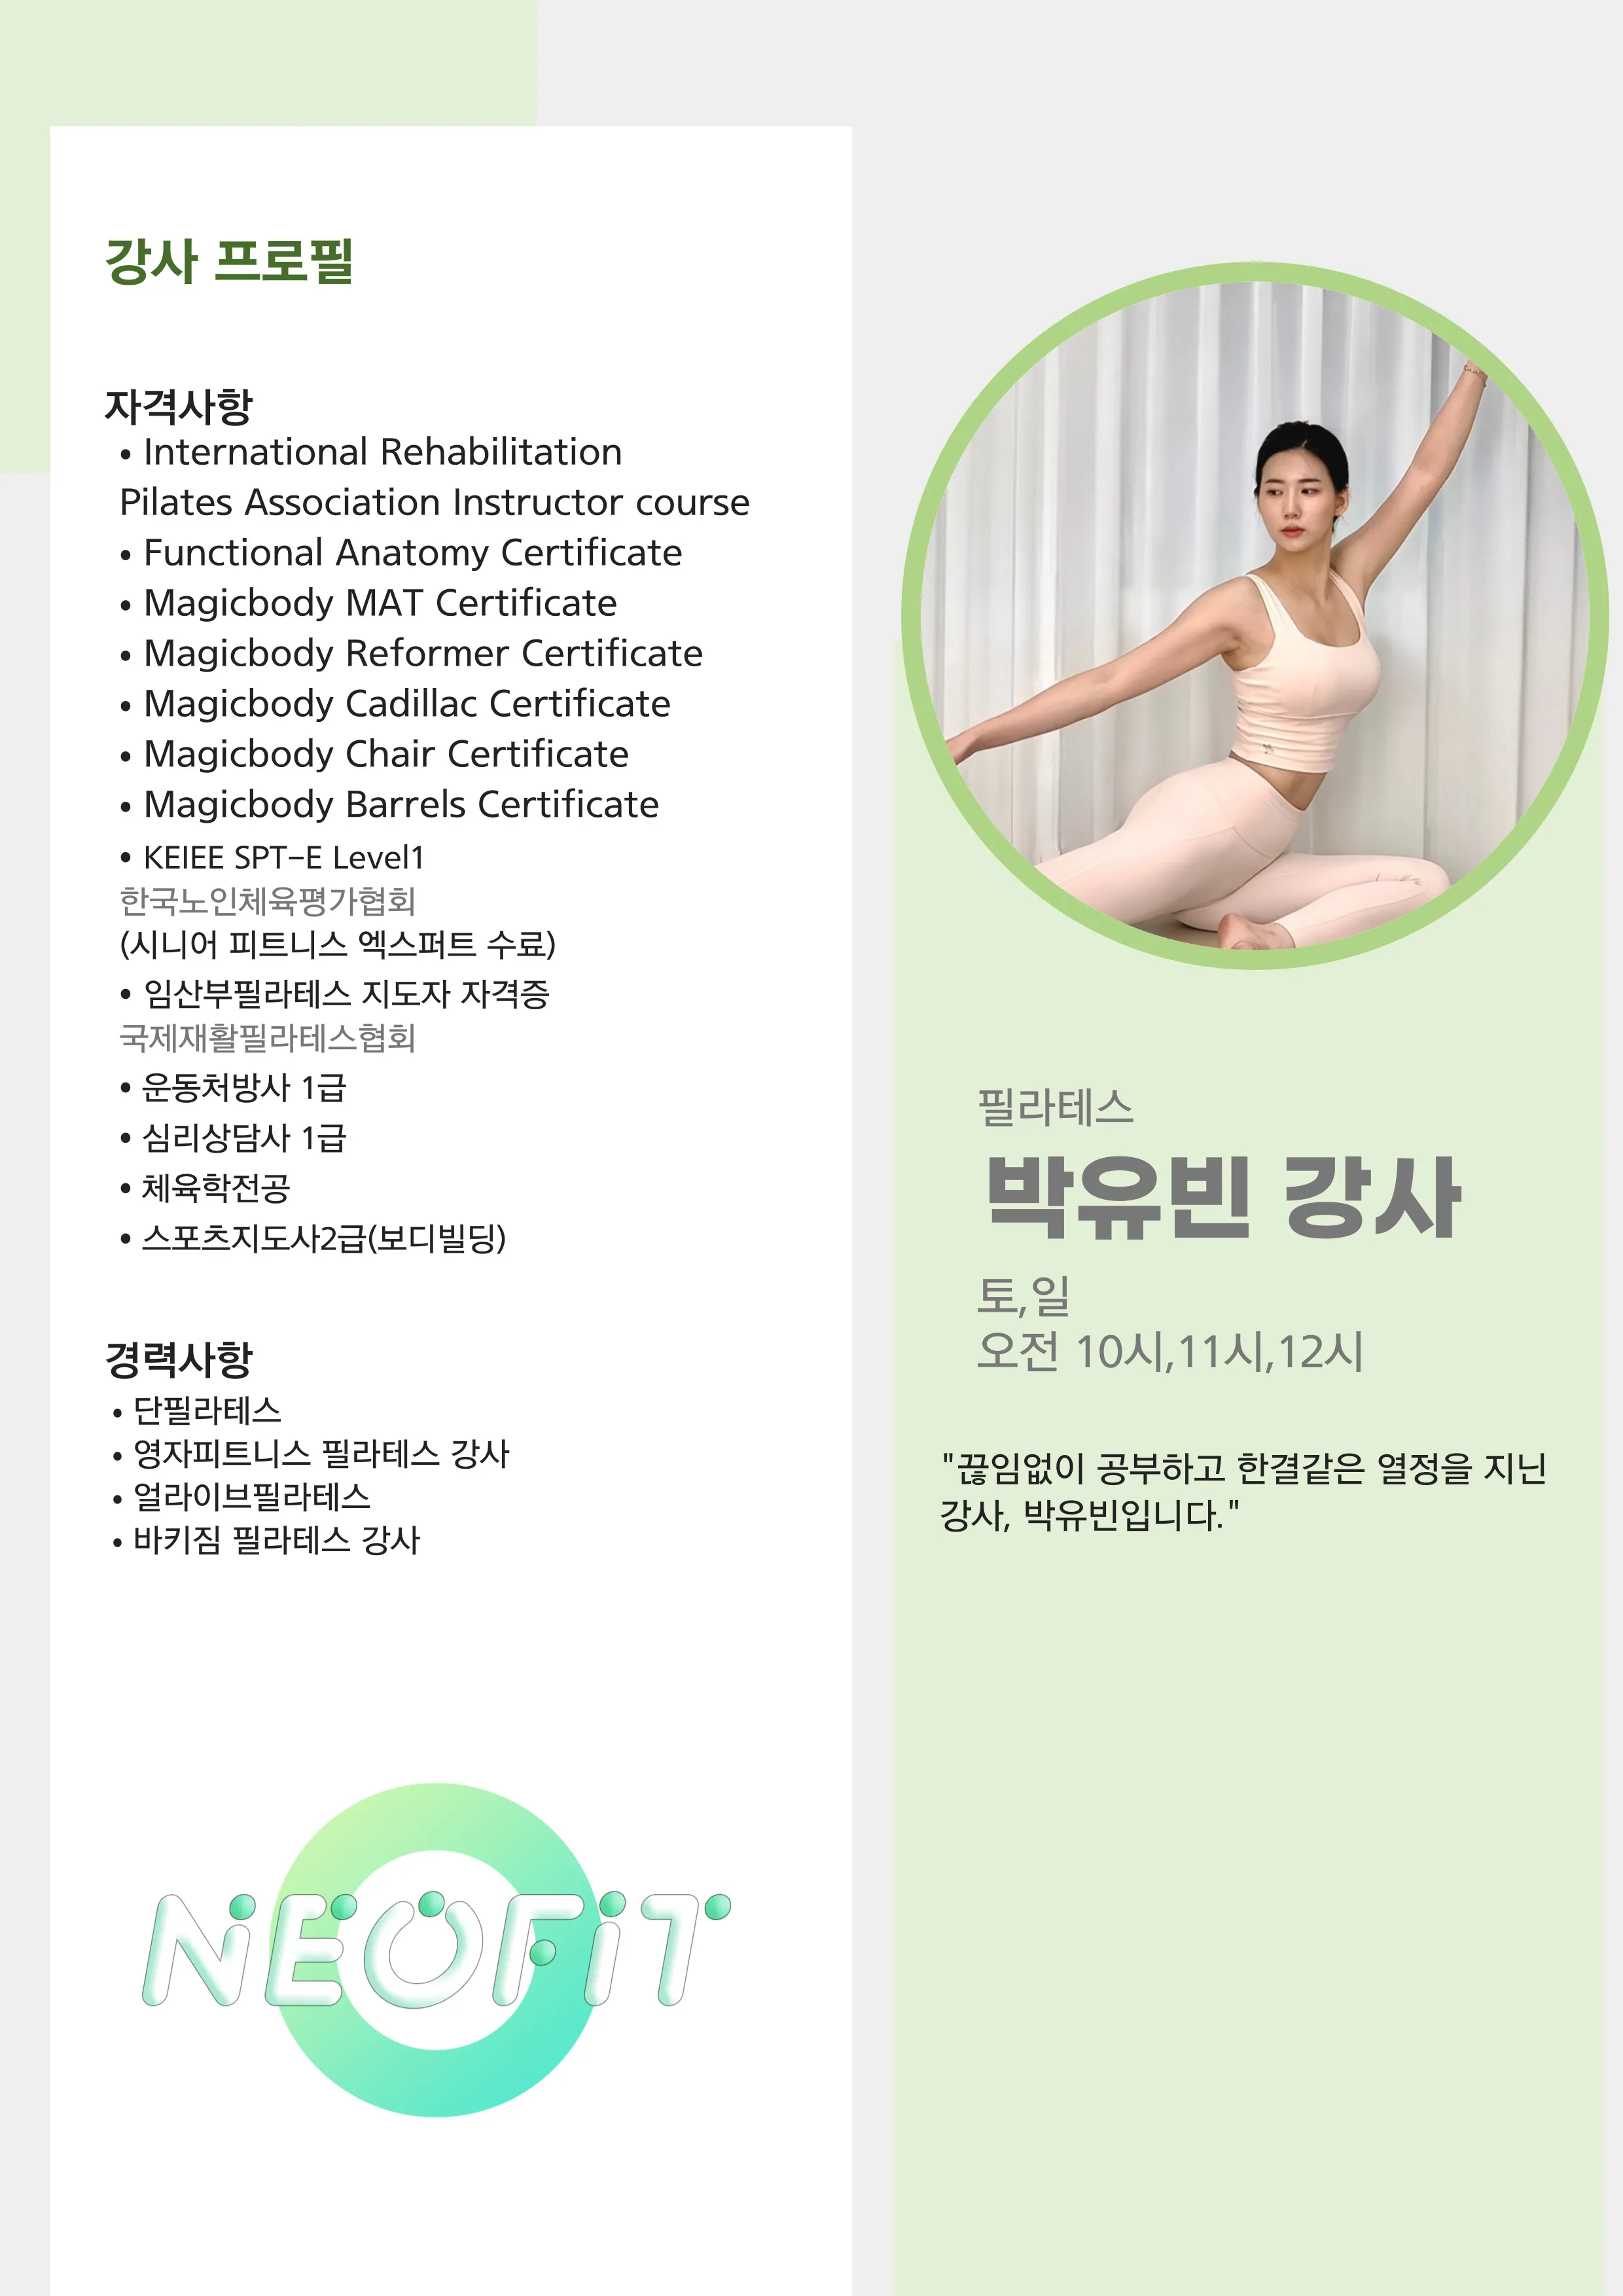 강사 프로필
자격사항
• International Rehabilitation
Pilates Association Instructor course
• Functional Anatomy Certificate
• Magicbody MAT Certificate
• Magicbody Reformer Certificate
• Magicbody Cadillac Certificate
• Magicbody Chair Certificate
• Magicbody Barrels Certificate
• KEIEE SPT-E Level1
한국노인체육평가협회
(시니어 피트니스 엑스퍼트 수료)
• 임산부필라테스 지도자 자격증
국제재활필라테스협회
• 운동처방사 1급
• 심리상담사 1급
• 체육학전공
• 스포츠지도사2급(보디빌딩)
경력사항
• 단필라테스
• 영자피트니스 필라테스 강사
• 얼라이브필라테스
• 바키짐 필라테스 강사
NEOFIT
필라테스
박유빈 강사
토,일
오전 10시,11시,12시
"끊임없이 공부하고 한결같은 열정을 지닌
강사, 박유빈입니다."